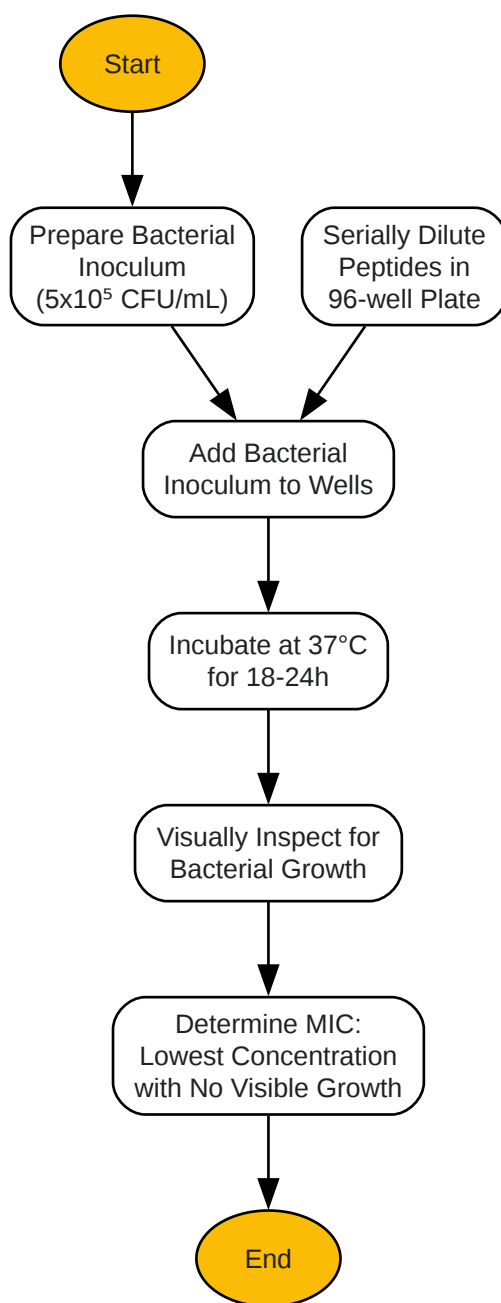 Start
Prepare Bacterial
Inoculum
(5x10⁵ CFU/mL)
Serially Dilute
Peptides in
96-well Plate
Add Bacterial
Inoculum to Wells
Incubate at 37°C
for 18-24h
Visually Inspect for
Bacterial Growth
Determine MIC:
Lowest Concentration
with No Visible Growth
End